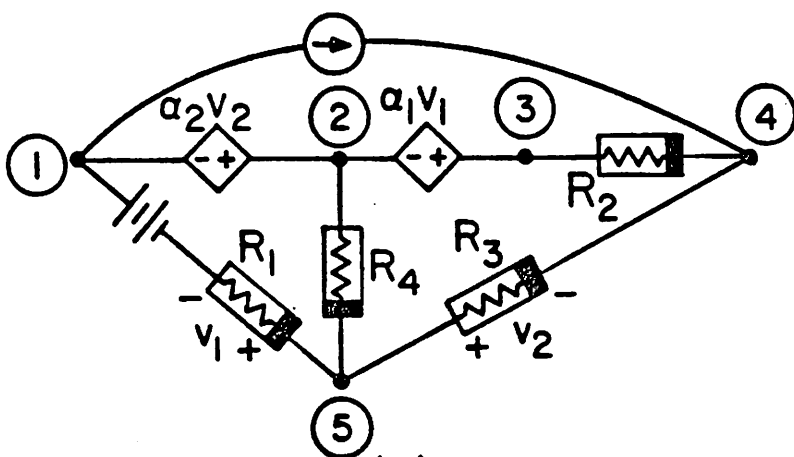 α₂v₂
②
α₁v₁
③
④
①
- +
- +
R₂
R₁
R₄
R₃
-
v₁ +
-
+ v₂
⑤